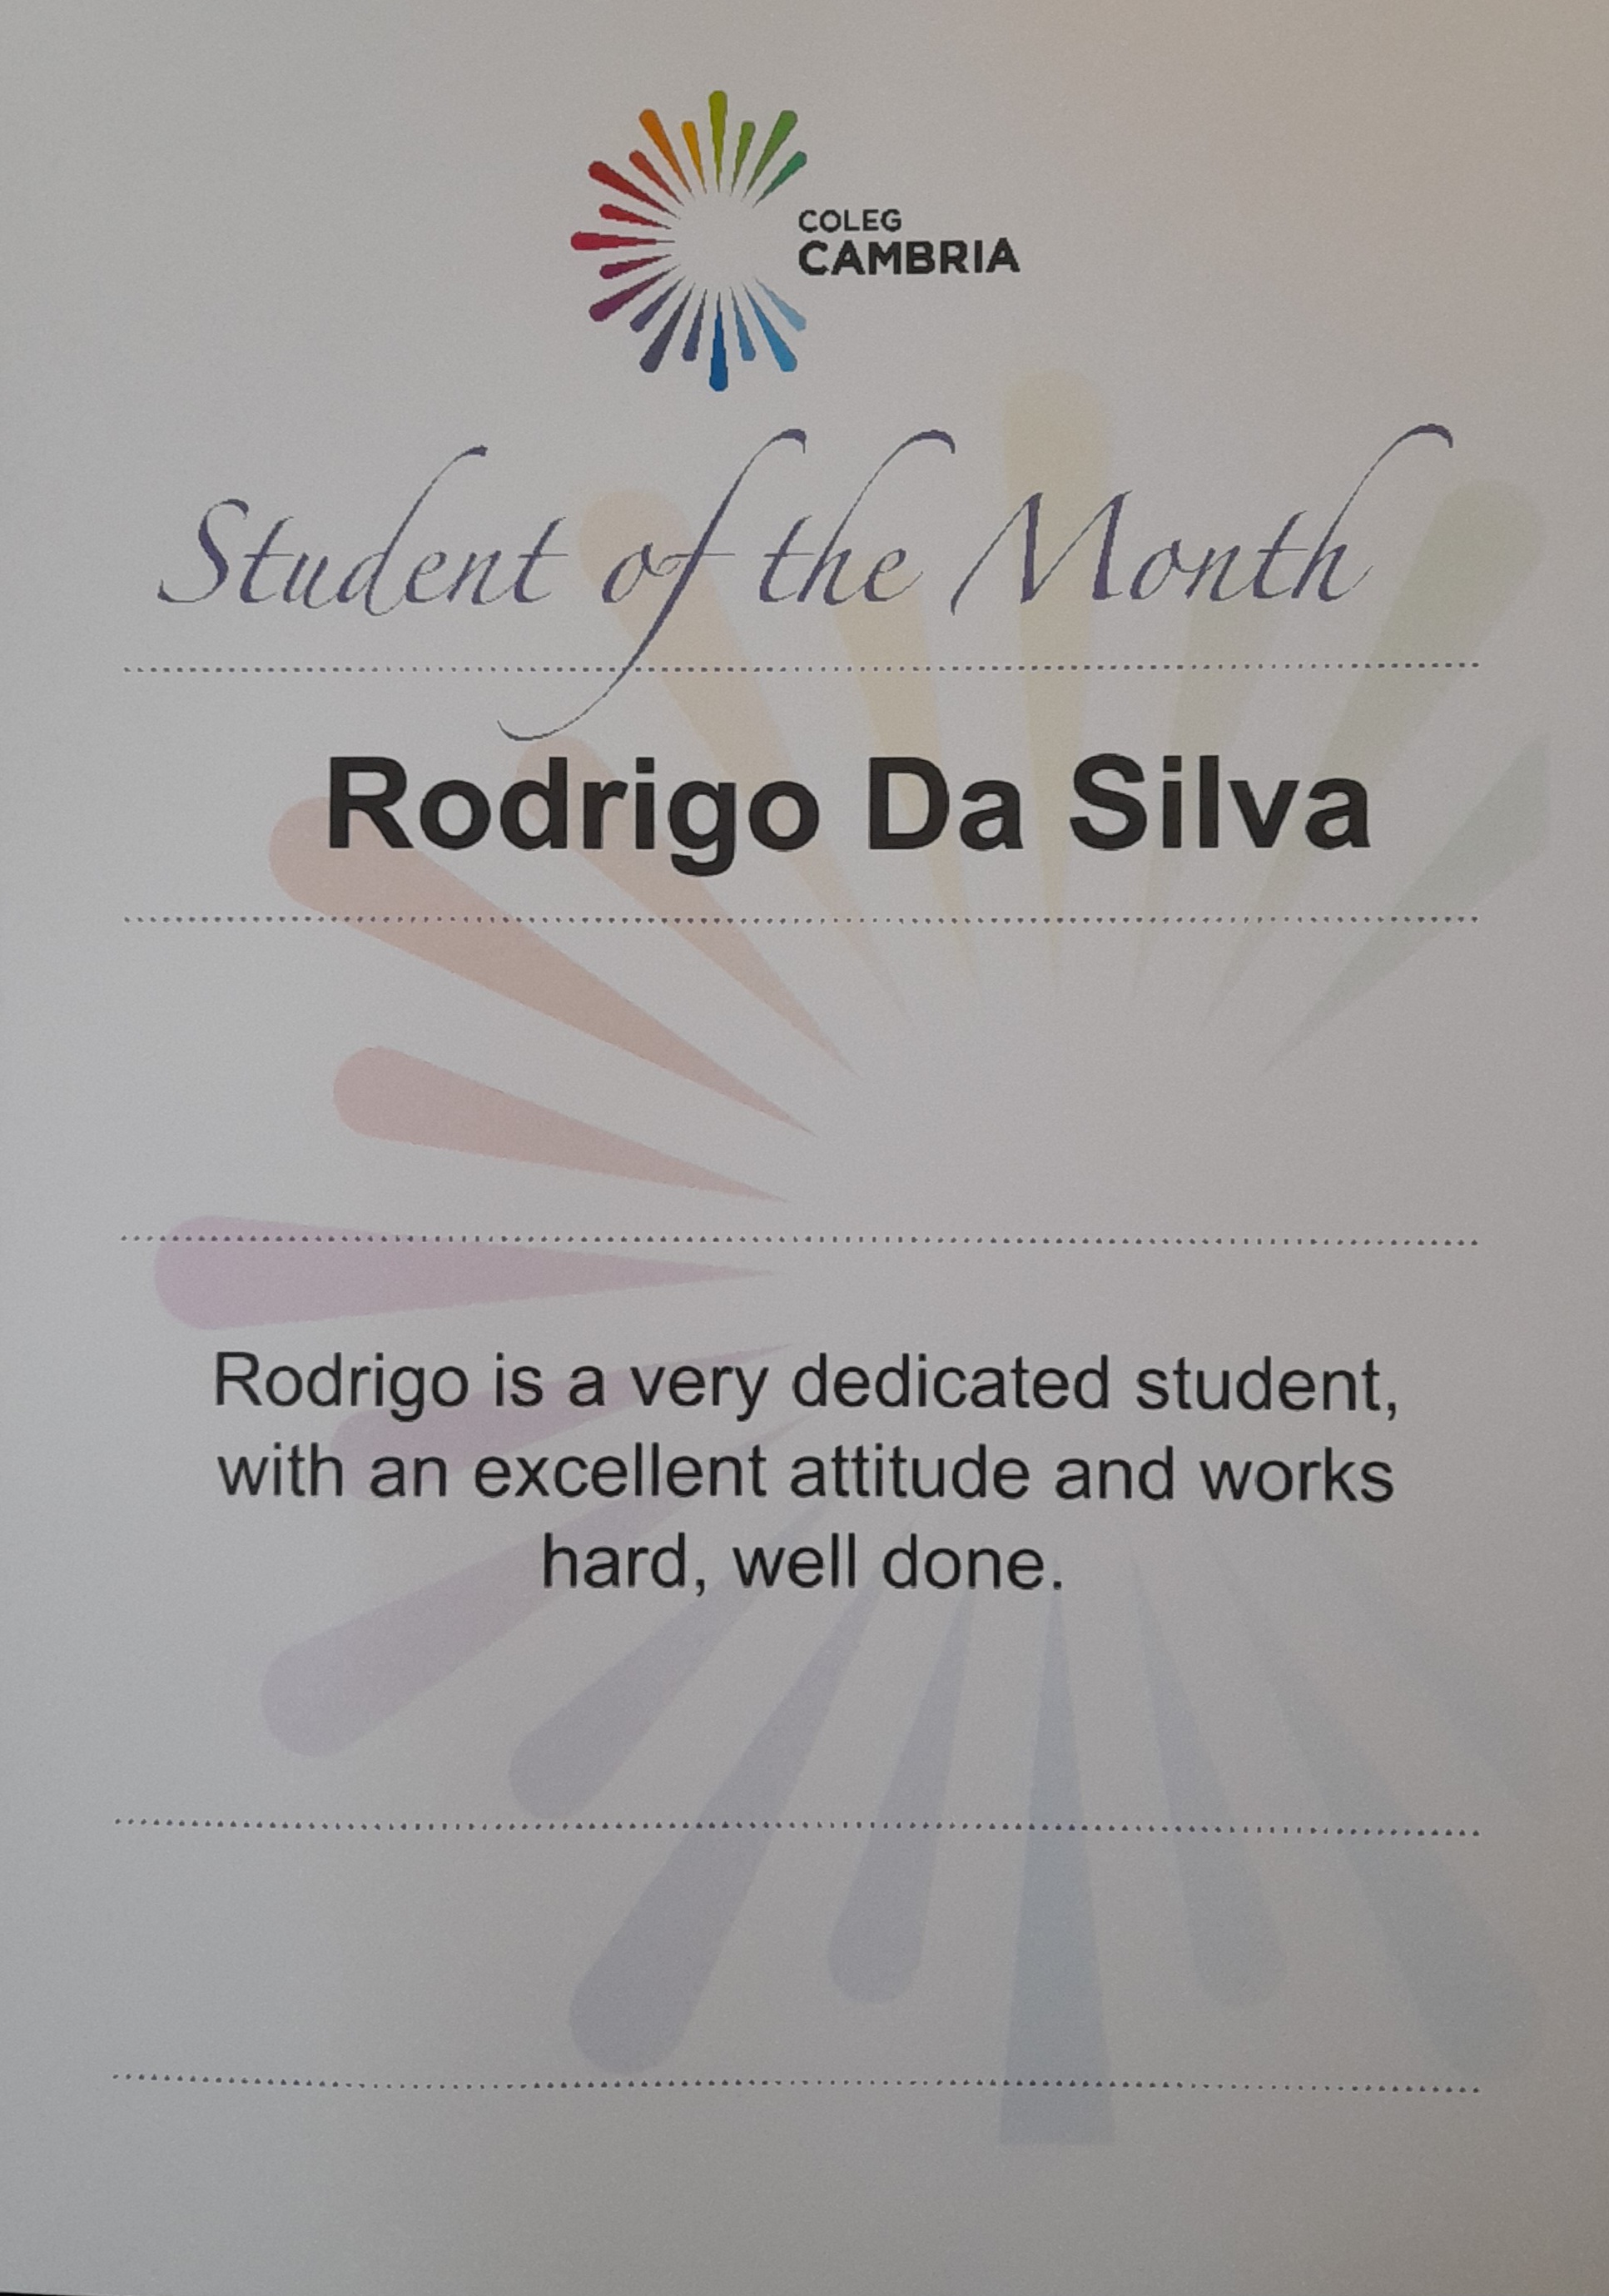 COLEG
CAMBRIA
Student of the Month
Rodrigo Da Silva
Rodrigo is a very dedicated student,
with an excellent attitude and works
hard, well done.